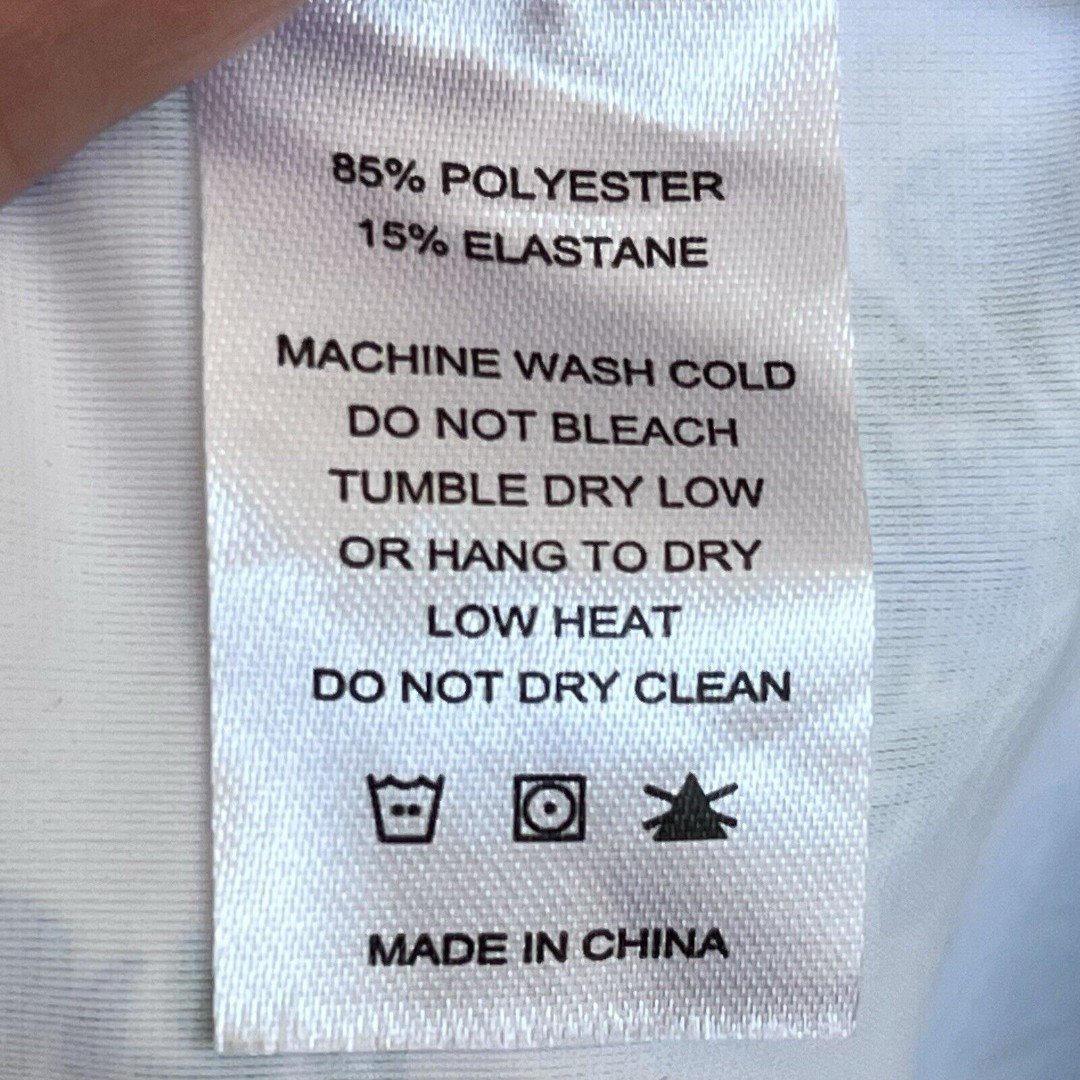 85% POLYESTER
15% ELASTANE
MACHINE WASH COLD
DO NOT BLEACH
TUMBLE DRY LOW
OR HANG TO DRY
LOW HEAT
DO NOT DRY CLEAN
MADE IN CHINA